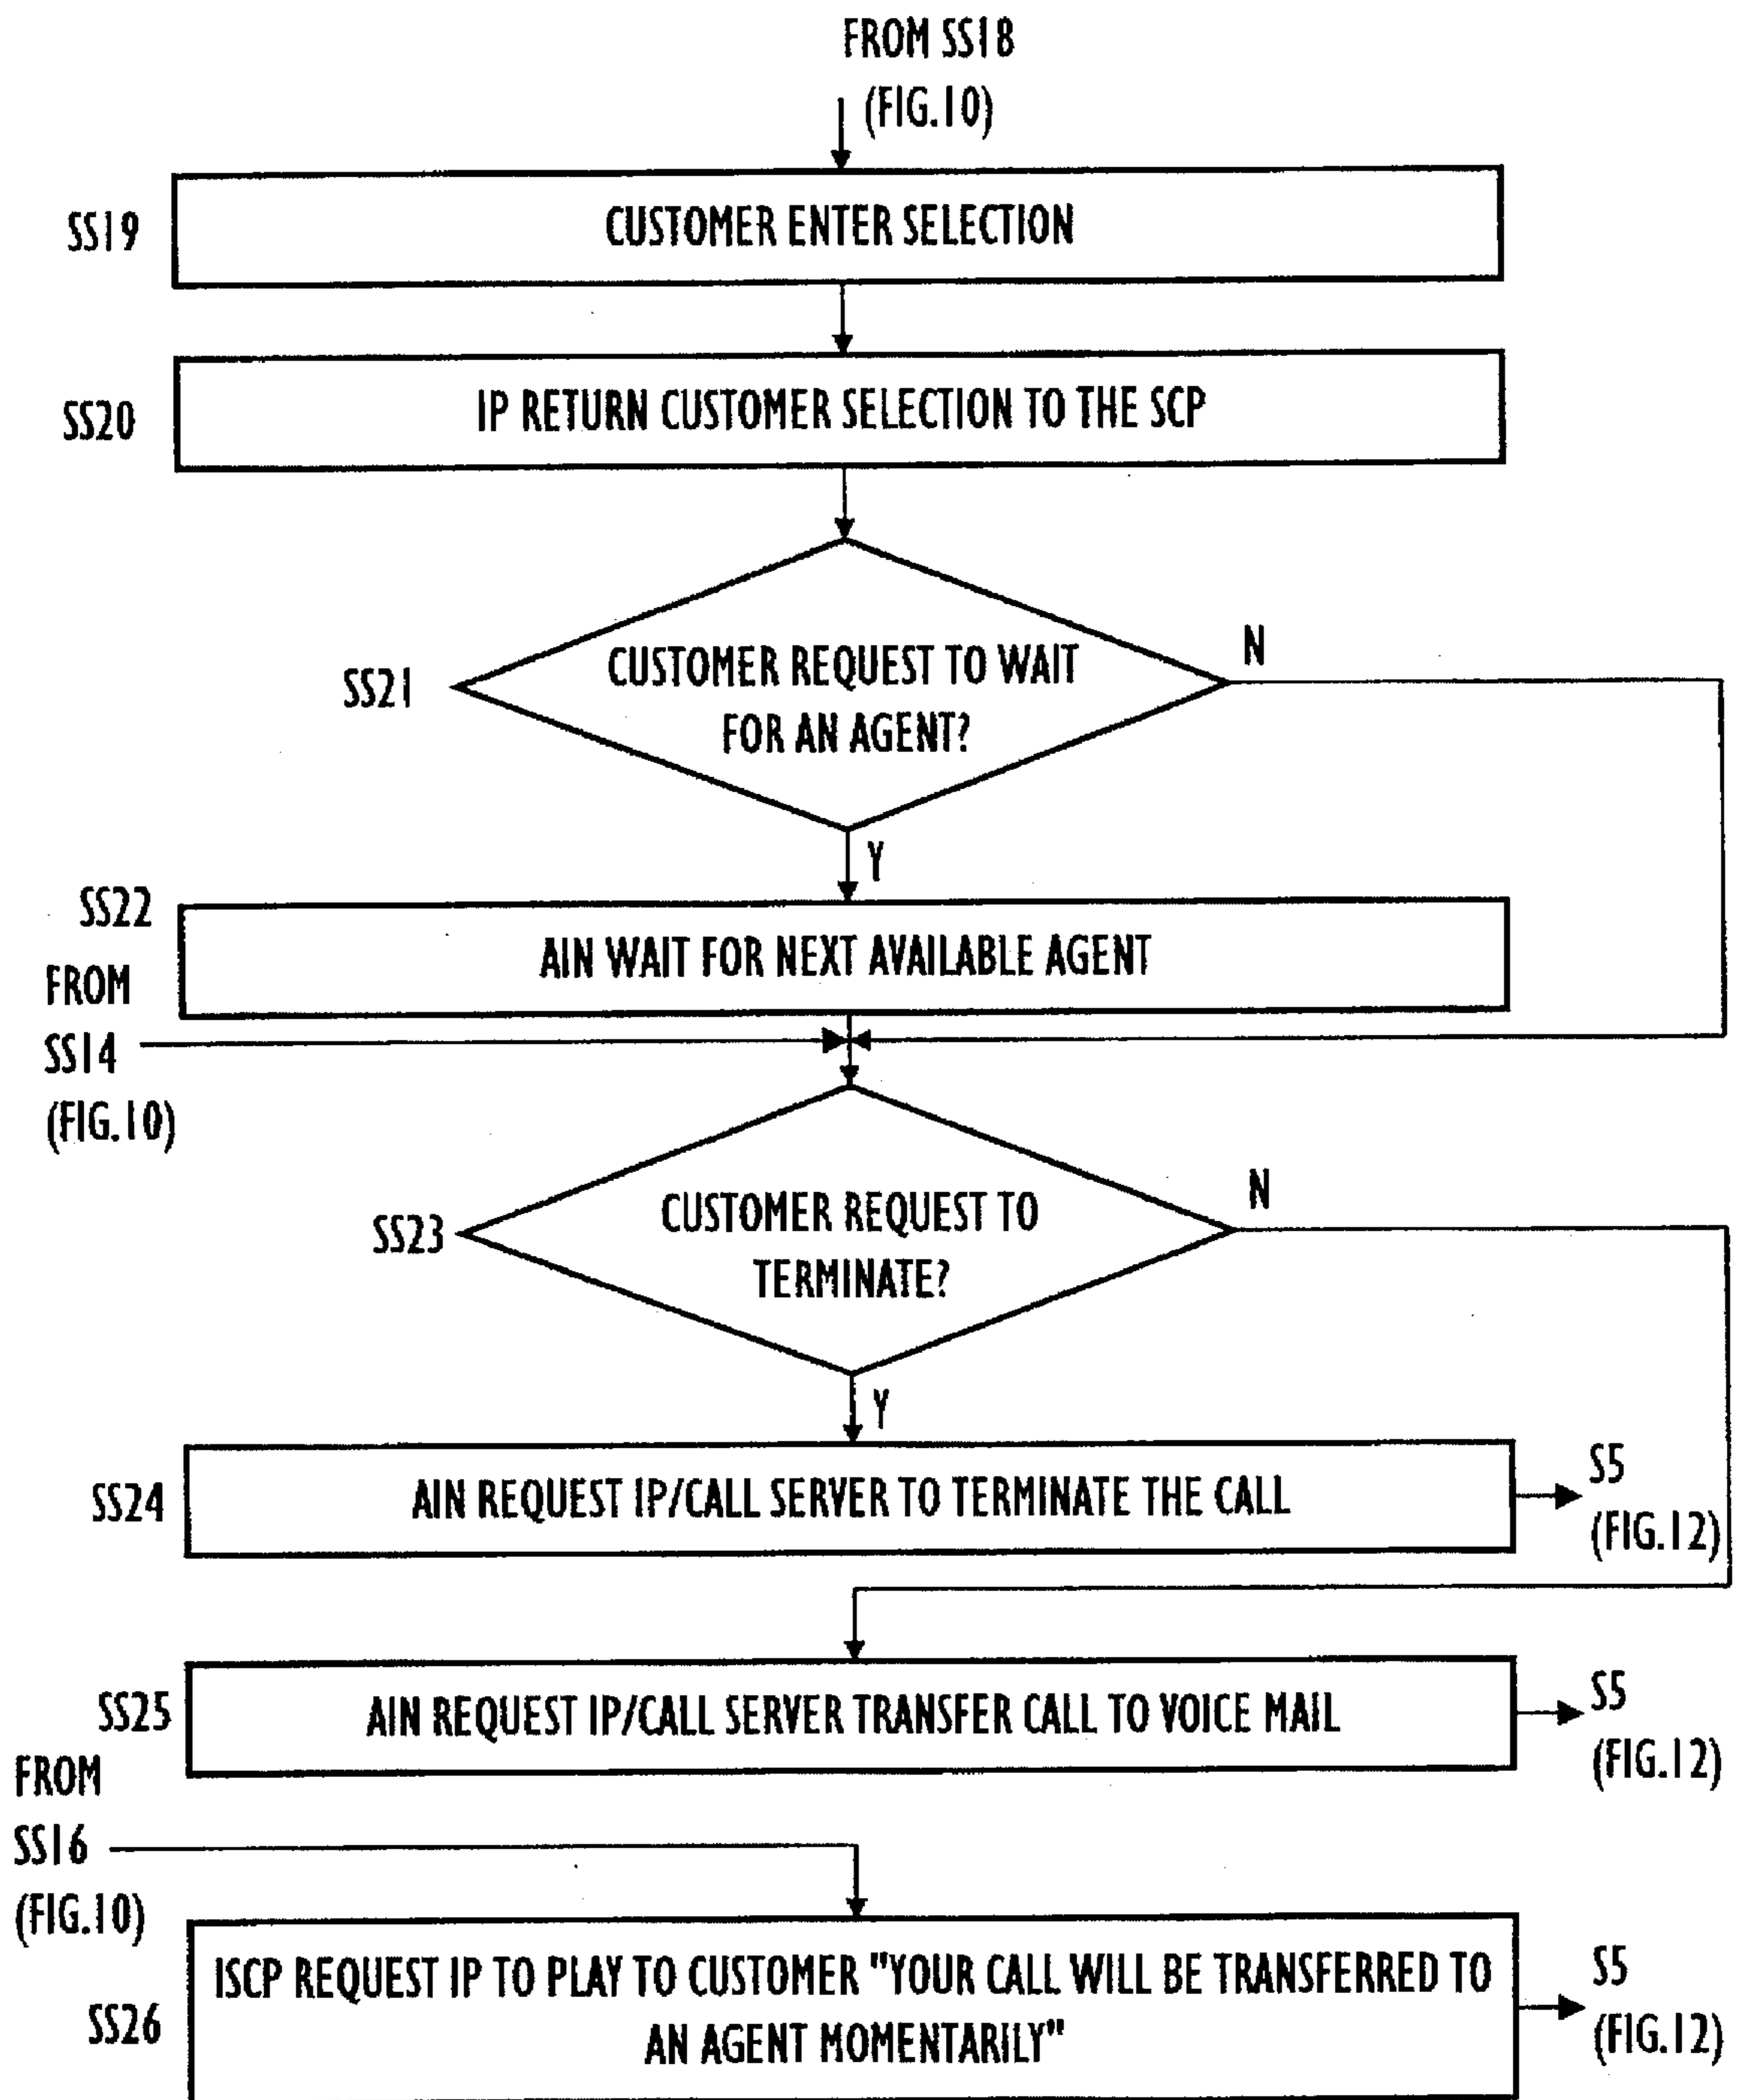 FROM SS18
(FIG.10)
SS19
CUSTOMER ENTER SELECTION
SS20
IP RETURN CUSTOMER SELECTION TO THE SCP
SS21
CUSTOMER REQUEST TO WAIT
FOR AN AGENT?
N
Y
SS22
AIN WAIT FOR NEXT AVAILABLE AGENT
FROM
SS14
(FIG.10)
SS23
CUSTOMER REQUEST TO
TERMINATE?
N
Y
SS24
AIN REQUEST IP/CALL SERVER TO TERMINATE THE CALL
S5
(FIG.12)
SS25
AIN REQUEST IP/CALL SERVER TRANSFER CALL TO VOICE MAIL
S5
(FIG.12)
FROM
SS16
(FIG.10)
SS26
ISCP REQUEST IP TO PLAY TO CUSTOMER "YOUR CALL WILL BE TRANSFERRED TO
AN AGENT MOMENTARILY"
S5
(FIG.12)